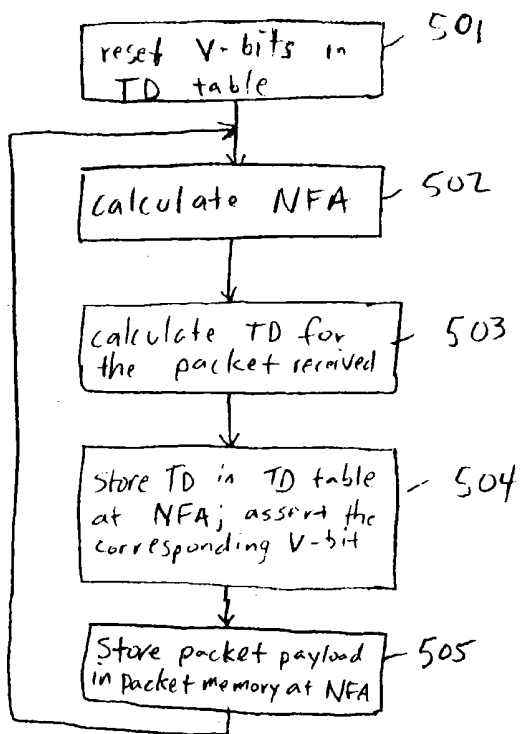 reset V-bits in
TD table
501
calculate NFA
502
calculate TD for
the packet received
503
store TD in TD table
at NFA; assert the
corresponding V-bit
504
Store packet payload
in packet memory at NFA
505